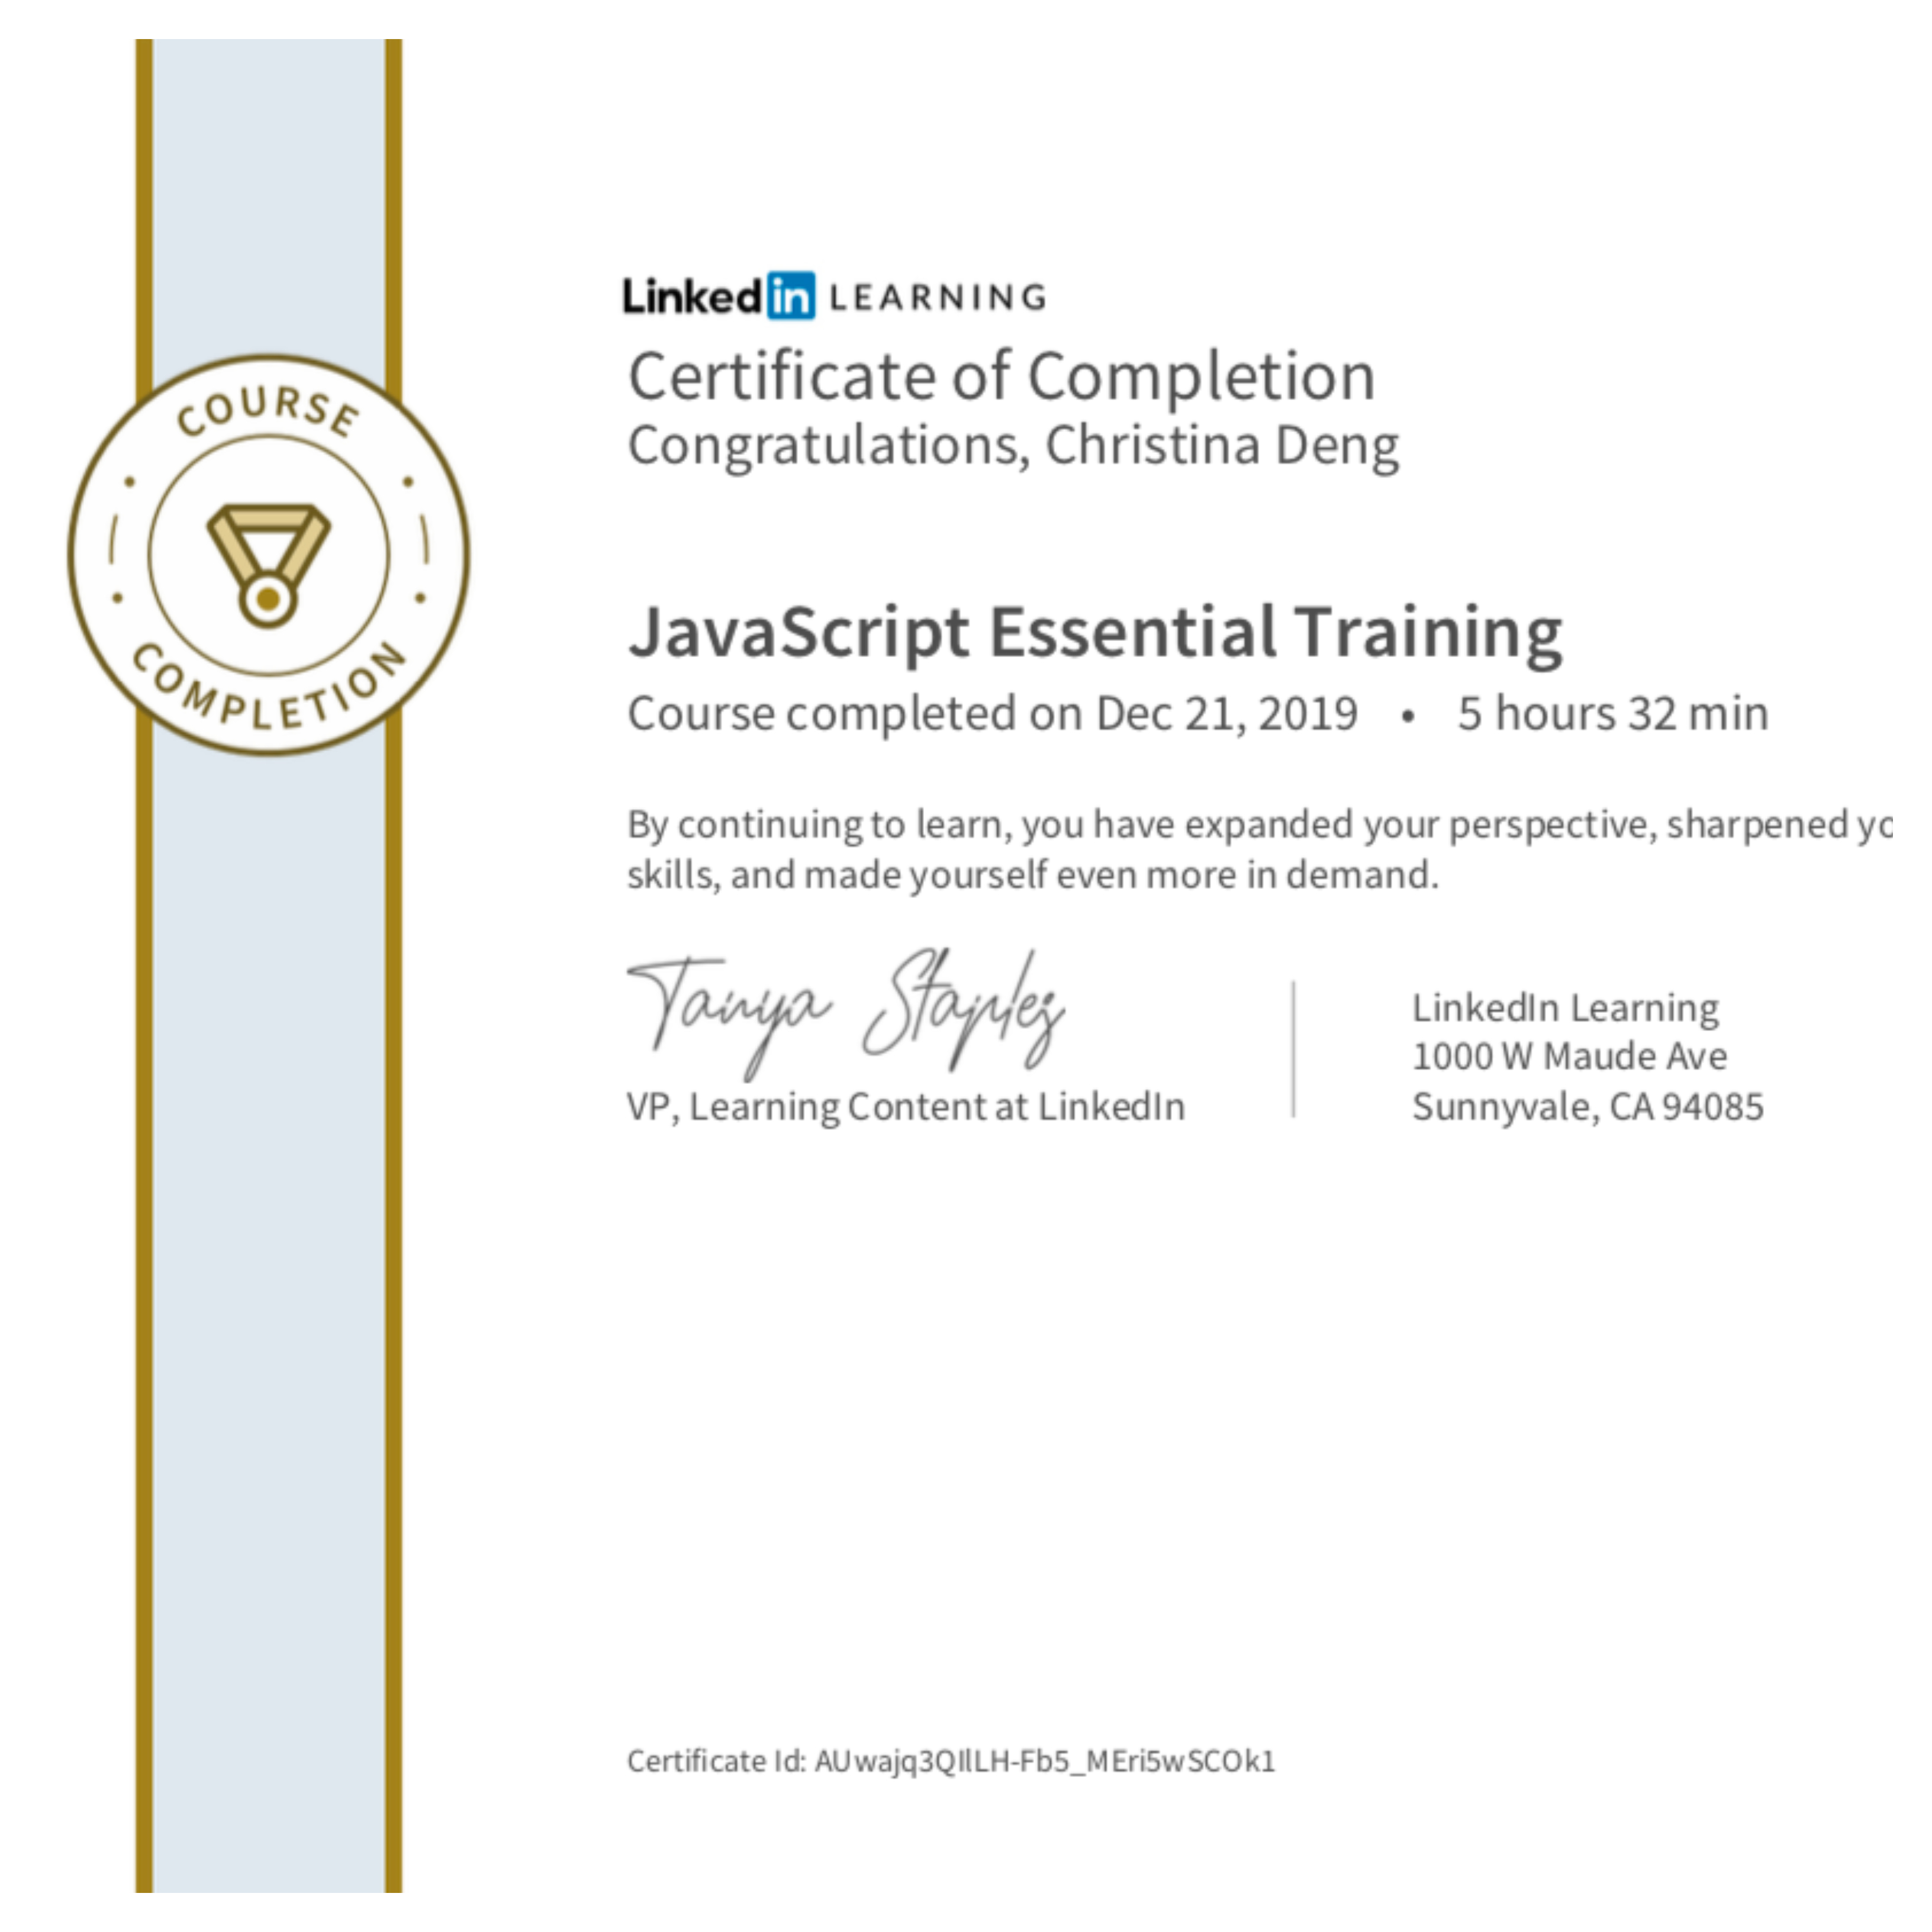 COURSE
COMPLETION
Linked in LEARNING
Certificate of Completion
Congratulations, Christina Deng
JavaScript Essential Training
Course completed on Dec 21, 2019 • 5 hours 32 min
By continuing to learn, you have expanded your perspective, sharpened yo
skills, and made yourself even more in demand.
Tanya Staples
VP, Learning Content at LinkedIn
LinkedIn Learning
1000 W Maude Ave
Sunnyvale, CA 94085
Certificate Id: AUwajq3QIlLH-Fb5_MEri5wSCOk1